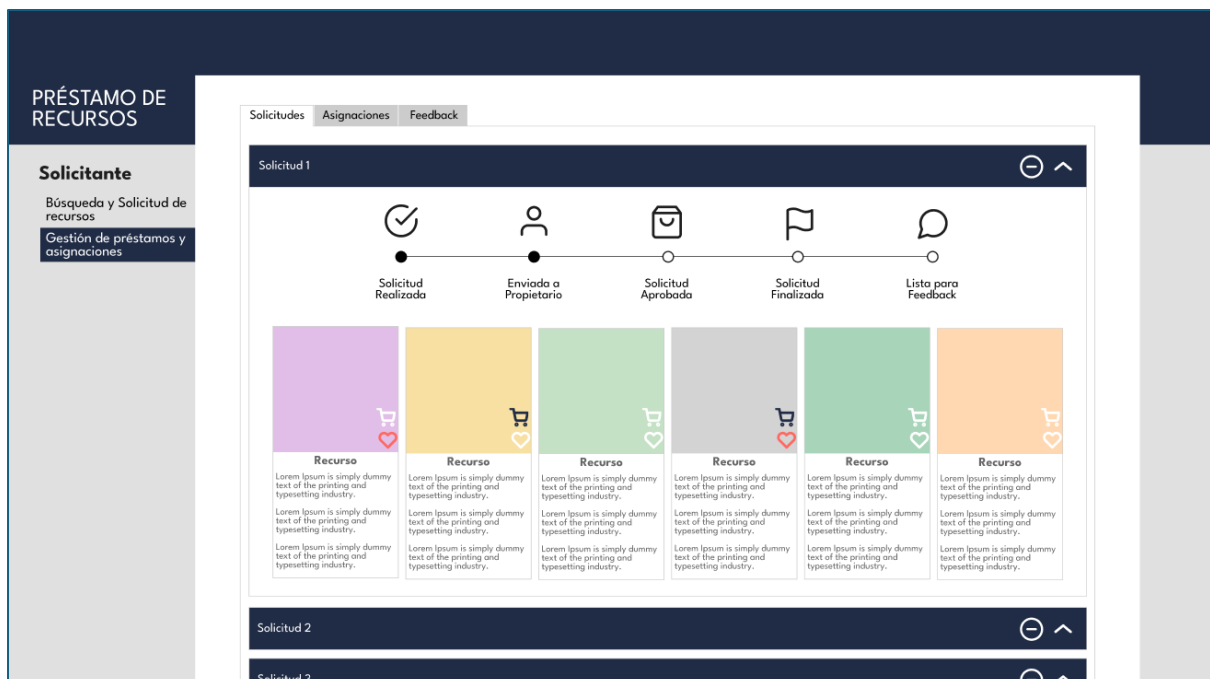 PRÉSTAMO DE
RECURSOS
Solicitante
Búsqueda y Solicitud de
recursos
Gestión de préstamos y
asignaciones
Solicitudes Asignaciones Feedback
Solicitud 1
Solicitud
Realizada
Enviada a
Propietario
Solicitud
Aprobada
Solicitud
Finalizada
Lista para
Feedback
Recurso
Lorem Ipsum is simply dummy
text of the printing and
typesetting industry.
Lorem Ipsum is simply dummy
text of the printing and
typesetting industry.
Lorem Ipsum is simply dummy
text of the printing and
typesetting industry.
Recurso
Lorem Ipsum is simply dummy
text of the printing and
typesetting industry.
Lorem Ipsum is simply dummy
text of the printing and
typesetting industry.
Lorem Ipsum is simply dummy
text of the printing and
typesetting industry.
Recurso
Lorem Ipsum is simply dummy
text of the printing and
typesetting industry.
Lorem Ipsum is simply dummy
text of the printing and
typesetting industry.
Lorem Ipsum is simply dummy
text of the printing and
typesetting industry.
Recurso
Lorem Ipsum is simply dummy
text of the printing and
typesetting industry.
Lorem Ipsum is simply dummy
text of the printing and
typesetting industry.
Lorem Ipsum is simply dummy
text of the printing and
typesetting industry.
Recurso
Lorem Ipsum is simply dummy
text of the printing and
typesetting industry.
Lorem Ipsum is simply dummy
text of the printing and
typesetting industry.
Lorem Ipsum is simply dummy
text of the printing and
typesetting industry.
Recurso
Lorem Ipsum is simply dummy
text of the printing and
typesetting industry.
Lorem Ipsum is simply dummy
text of the printing and
typesetting industry.
Lorem Ipsum is simply dummy
text of the printing and
typesetting industry.
Solicitud 2
Solicitud